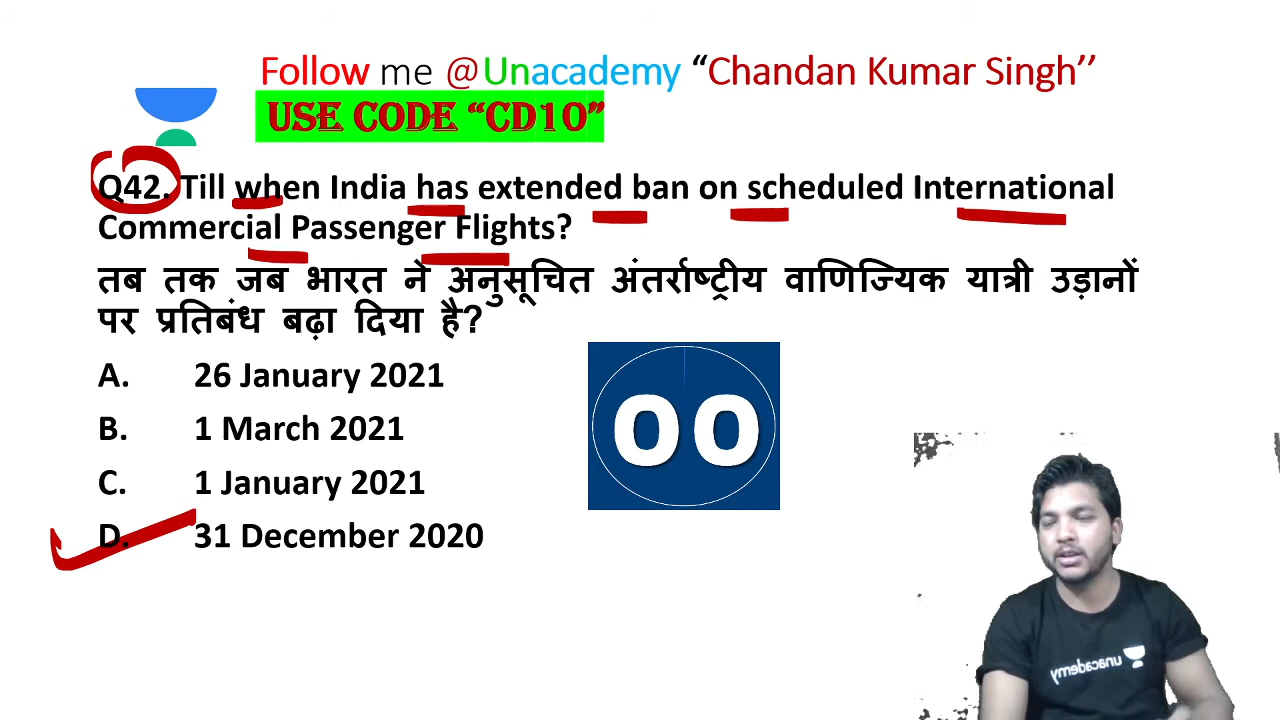 Follow me @Unacademy “Chandan Kumar Singh’’
USE CODE “CD10”
Q42. Till when India has extended ban on scheduled International
Commercial Passenger Flights?
तब तक जब भारत ने अनुसूचित अंतर्राष्ट्रीय वाणिज्यिक यात्री उड़ानों
पर प्रतिबंध बढ़ा दिया है?
A. 26 January 2021
B. 1 March 2021
C. 1 January 2021
D. 31 December 2020
00
unacademy